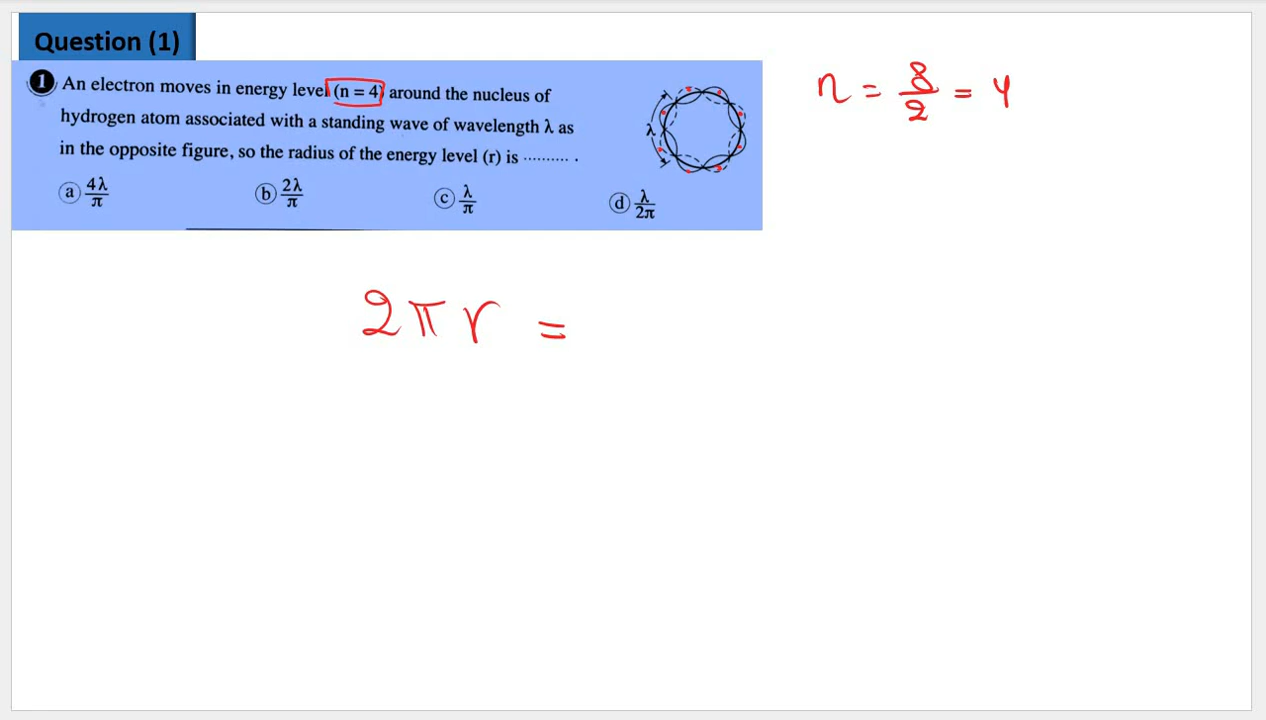 Question (1)
1 An electron moves in energy level (n = 4) around the nucleus of
hydrogen atom associated with a standing wave of wavelength λ as
in the opposite figure, so the radius of the energy level (r) is .......... .
λ
a 4λ/π b 2λ/π c λ/π d λ/2π
n = 8/2 = 4
2πr =